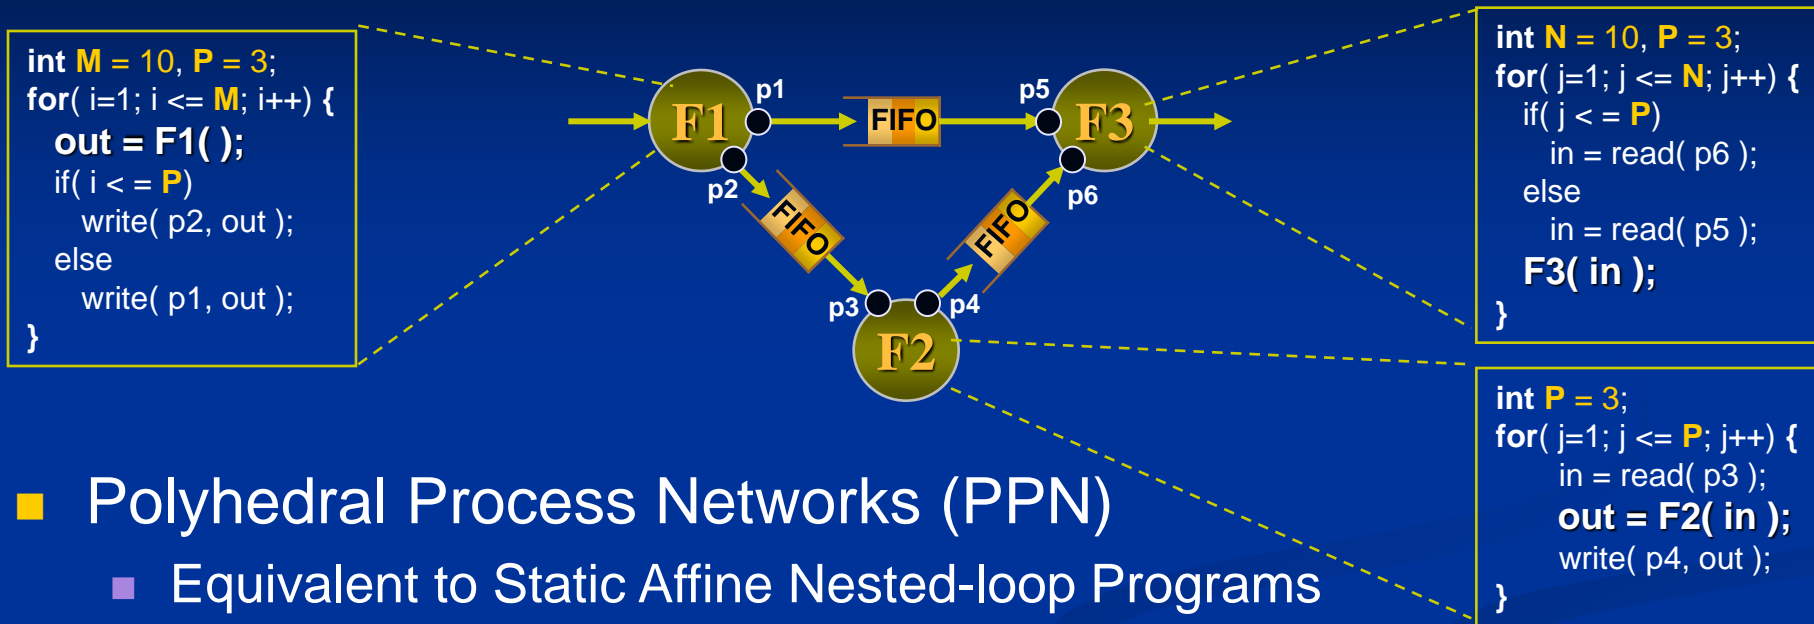 int M = 10, P = 3;
for( i=1; i <= M; i++) {
out = F1( );
if( i < = P)
write( p2, out );
else
write( p1, out );
}
F1
p1
p2
FIFO
p5
F3
p6
FIFO
FIFO
p3
p4
F2
int N = 10, P = 3;
for( j=1; j <= N; j++) {
if( j < = P)
in = read( p6 );
else
in = read( p5 );
F3( in );
}
int P = 3;
for( j=1; j <= P; j++) {
in = read( p3 );
out = F2( in );
write( p4, out );
}
Polyhedral Process Networks (PPN)
Equivalent to Static Affine Nested-loop Programs